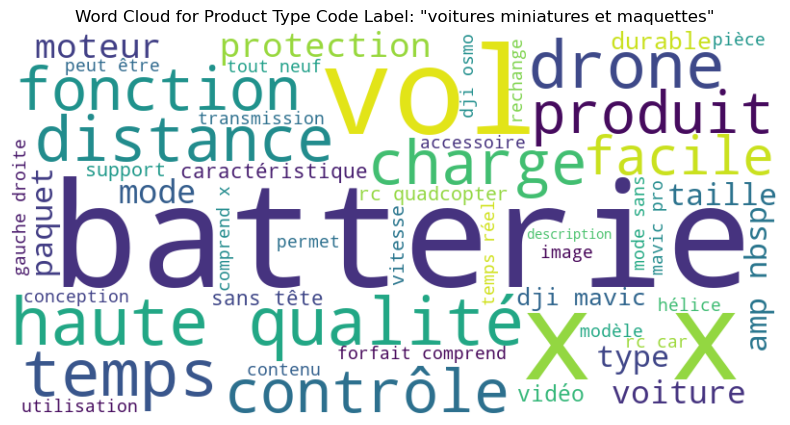 Word Cloud for Product Type Code Label: "voitures miniatures et maquettes"
moteur
protection
vol
dji osmo
rechange
durable
pièce
peut être
tout neuf
drone
fonction
transmission
produit
distance
accessoire
facile
gauche droite
support
caractéristique
charge
paquet
mode
comprend x
rc quadcopter
mode sans
mavic pro
taille
batterie
permet
vitesse
temps réel
description
image
amp nbsp
conception
sans tête
dji mavic
hélice
haute qualité
x x
modèle
rc car
forfait comprend
type
temps
contenu
contrôle
vidéo
voiture
utilisation